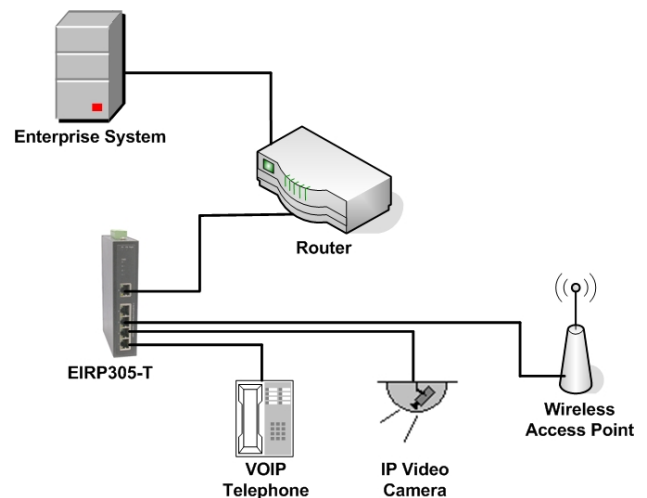 Enterprise System
Router
EIRP305-T
Wireless
Access Point
VOIP
Telephone
IP Video
Camera